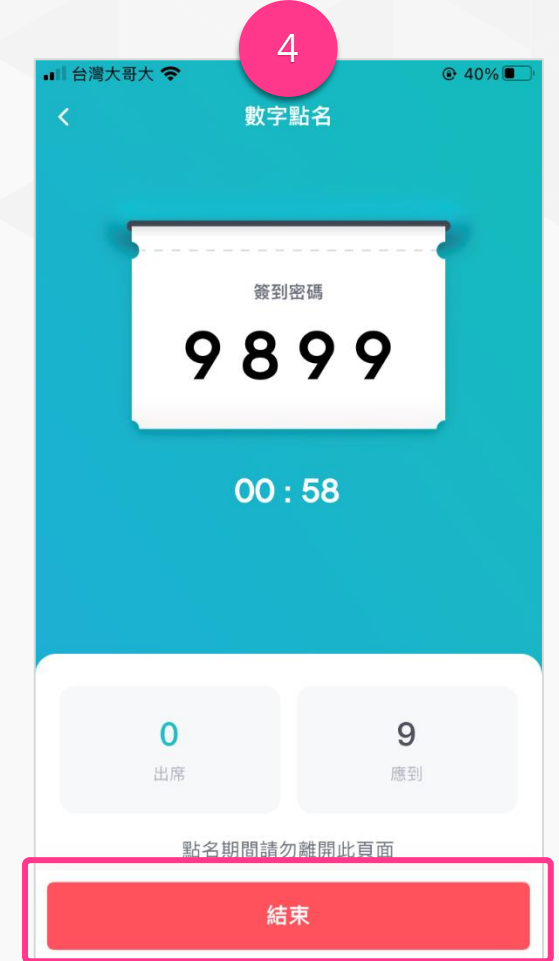 4
台灣大哥大 40%
數字點名
簽到密碼
9899
00 : 58
0 9
出席 應到
點名期間請勿離開此頁面
結束